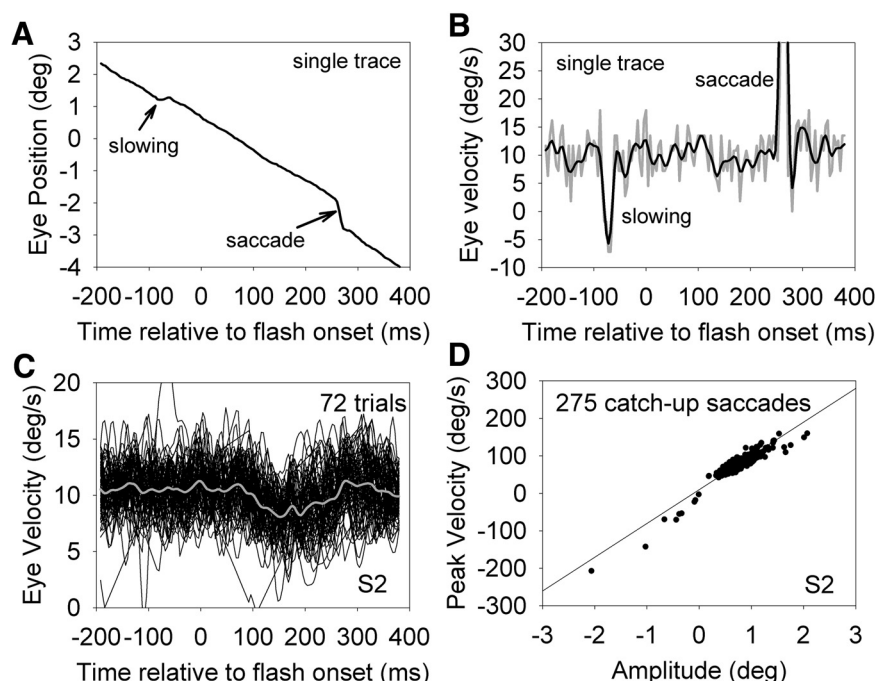 A
single trace
3
2
1
0
-1
-2
-3
-4
Eye Position (deg)
slowing
saccade
-200 -100 0 100 200 300 400
Time relative to flash onset (ms)
B
30
25
20
15
10
5
0
-5
-10
Eye velocity (deg/s)
single trace
saccade
slowing
-200 -100 0 100 200 300 400
Time relative to flash onset (ms)
C
20
15
10
5
0
Eye Velocity (deg/s)
72 trials
S2
-200 -100 0 100 200 300 400
Time relative to flash onset (ms)
D
300
200
100
0
-100
-200
-300
Peak Velocity (deg/s)
275 catch-up saccades
S2
-3 -2 -1 0 1 2 3
Amplitude (deg)